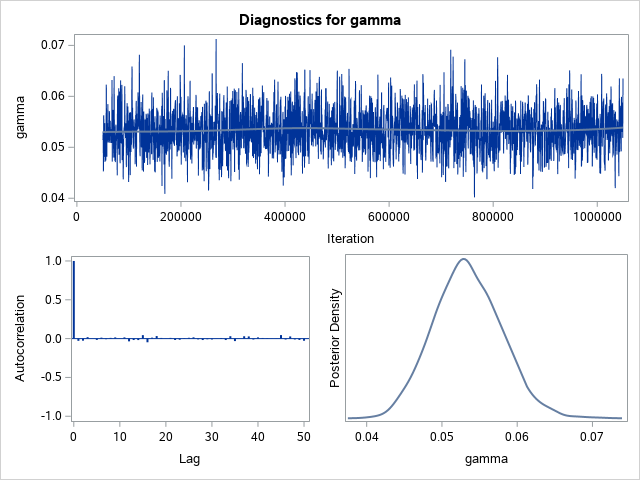 Diagnostics for gamma
gamma
0.07
0.06
0.05
0.04
0 200000 400000 600000 800000 1000000
Iteration
Autocorrelation
1.0
0.5
0.0
-0.5
-1.0
0 10 20 30 40 50
Lag
Posterior Density
0.04 0.05 0.06 0.07
gamma